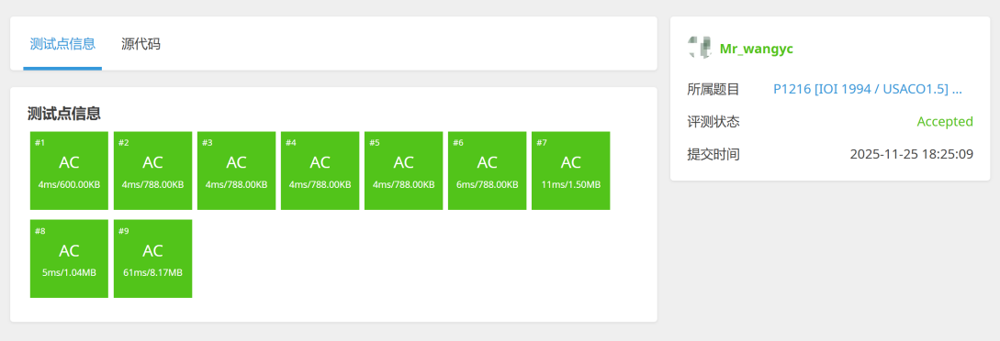 测试点信息 源代码
测试点信息
#1 #2 #3 #4 #5 #6 #7
AC AC AC AC AC AC AC
4ms/600.00KB 4ms/788.00KB 4ms/788.00KB 4ms/788.00KB 4ms/788.00KB 6ms/788.00KB 11ms/1.50MB
#8 #9
AC AC
5ms/1.04MB 61ms/8.17MB
Mr_wangyc
所属题目 P1216 [IOI 1994 / USACO1.5] ...
评测状态 Accepted
提交时间 2025-11-25 18:25:09